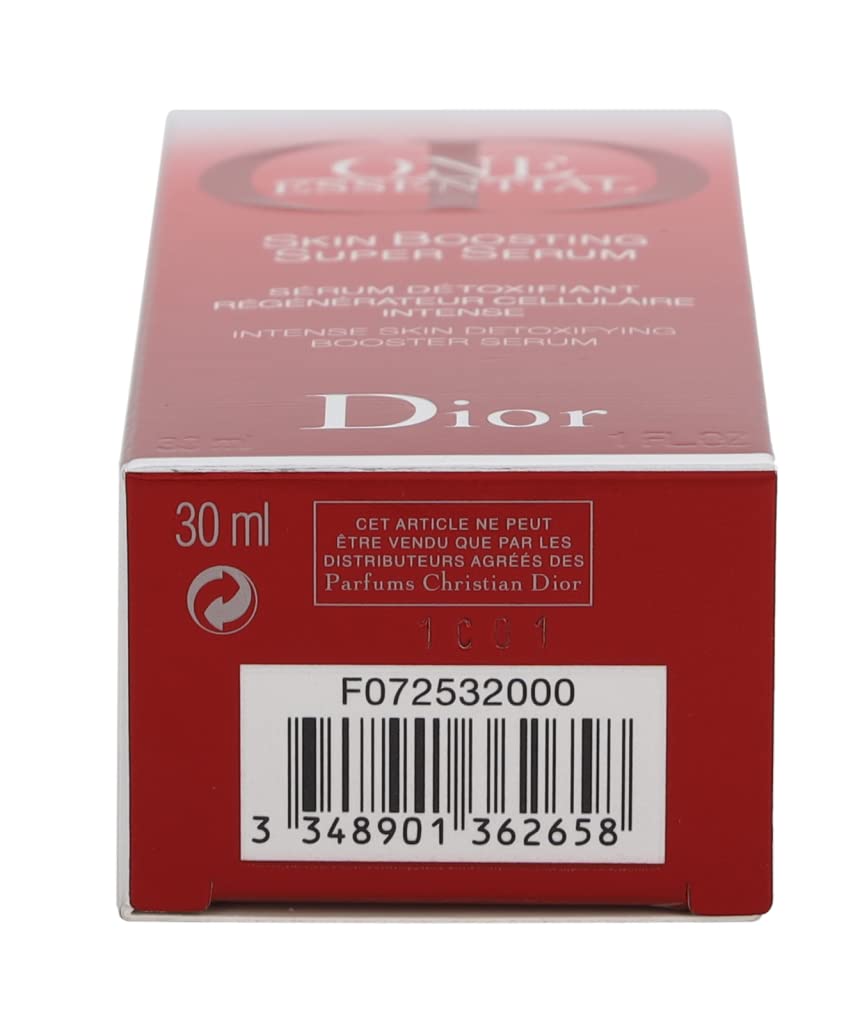 ONE
ESSENTIAL
SKIN BOOSTING
SUPER SERUM
SÉRUM DÉTOXIFIANT
RÉGÉNÉRATEUR CELLULAIRE
INTENSE
INTENSE SKIN DETOXIFYING
BOOSTER SERUM
Dior
1 FL.OZ
30 ml
CET ARTICLE NE PEUT
ÊTRE VENDU QUE PAR LES
DISTRIBUTEURS AGRÉÉS DES
Parfums Christian Dior
F072532000
3 348901 362658